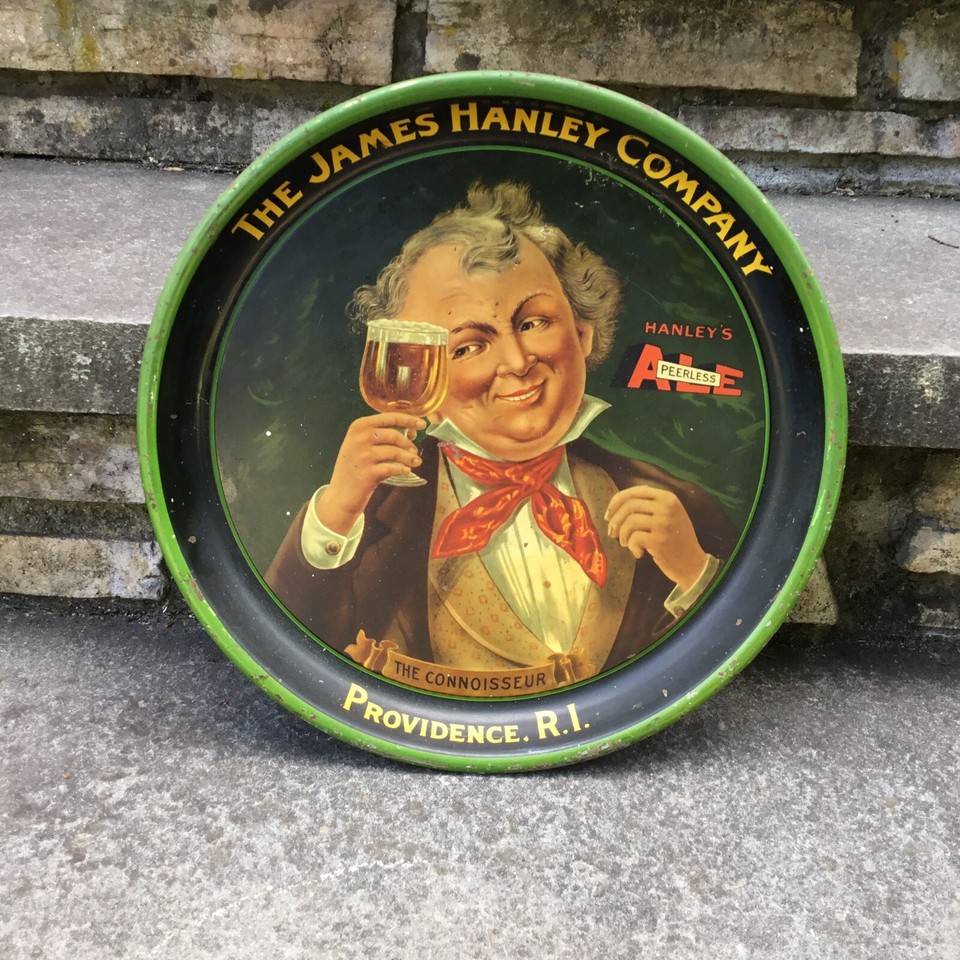 THE JAMES HANLEY COMPANY
HANLEY'S
PEERLESS
ALE
THE CONNOISSEUR
PROVIDENCE. R.I.